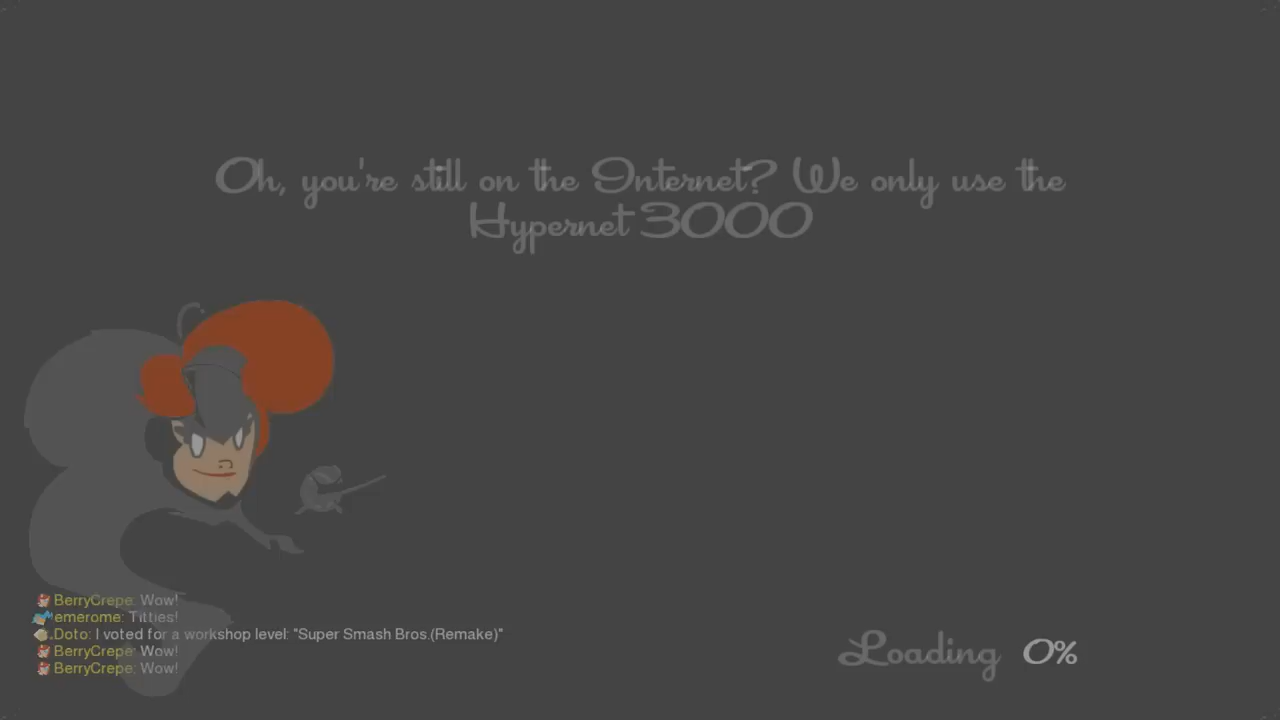 Oh, you're still on the Internet? We only use the
Hypernet 3000
BerryCrepe: Wow!
emerome: Titties!
Doto: I voted for a workshop level: "Super Smash Bros.(Remake)"
BerryCrepe: Wow!
BerryCrepe: Wow!
Loading 0%